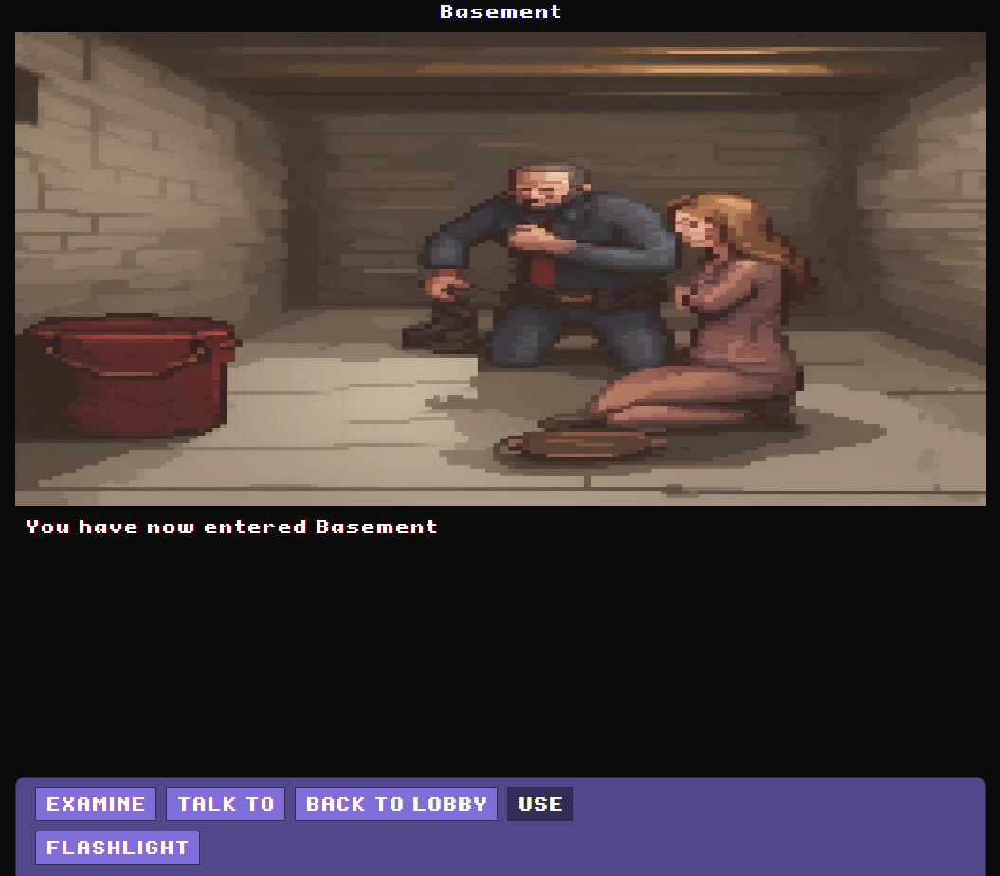 Basement
You have now entered Basement
EXAMINE TALK TO BACK TO LOBBY USE
FLASHLIGHT